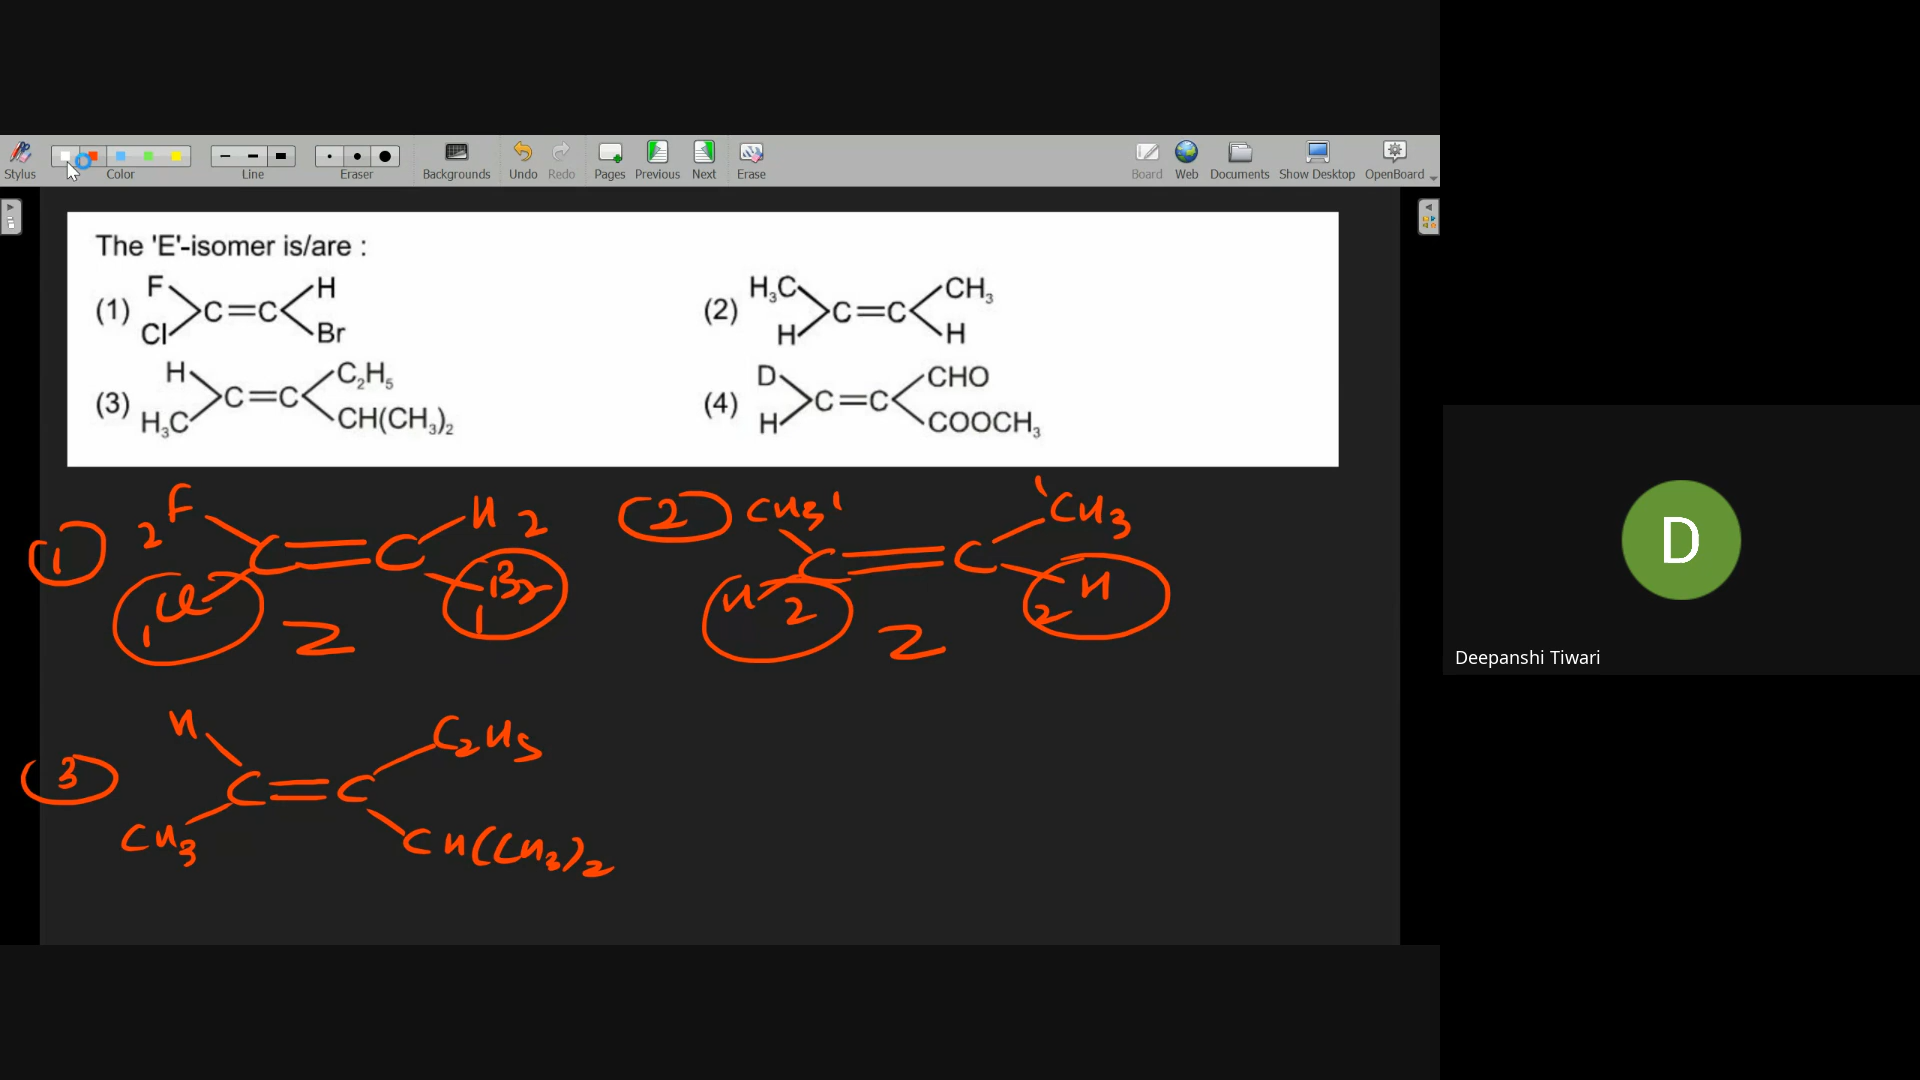 Stylus Color Line Eraser Backgrounds Undo Redo Pages Previous Next Erase Board Web Documents Show Desktop OpenBoard
The 'E'-isomer is/are :
(1) F Cl C=C H Br
(2) H₃C H C=C CH₃ H
(3) H H₃C C=C C₂H₅ CH(CH₃)₂
(4) D H C=C CHO COOCH₃
(1) 2 F 1 Cl C=C H 2 Br 1 Z
(2) CH3 1 H 2 C=C 1 CH3 2 H Z
(3) H CH3 C=C C2H5 CH(CH3)2
D
Deepanshi Tiwari